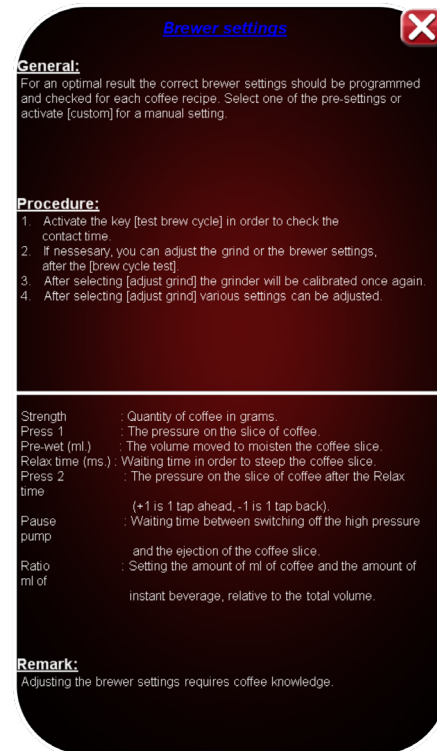 Brewer settings
General:
For an optimal result the correct brewer settings should be programmed
and checked for each coffee recipe. Select one of the pre-settings or
activate [custom] for a manual setting.
Procedure:
1. Activate the key [test brew cycle] in order to check the
contact time.
2. If nessesary, you can adjust the grind or the brewer settings,
after the [brew cycle test].
3. After selecting [adjust grind] the grinder will be calibrated once again.
4. After selecting [adjust grind] various settings can be adjusted.
Strength : Quantity of coffee in grams.
Press 1 : The pressure on the slice of coffee.
Pre-wet (ml.) : The volume moved to moisten the coffee slice.
Relax time (ms.) : Waiting time in order to steep the coffee slice.
Press 2 : The pressure on the slice of coffee after the Relax
time
(+1 is 1 tap ahead, -1 is 1 tap back).
Pause : Waiting time between switching off the high pressure
pump
and the ejection of the coffee slice.
Ratio : Setting the amount of ml of coffee and the amount of
ml of
instant beverage, relative to the total volume.
Remark:
Adjusting the brewer settings requires coffee knowledge.